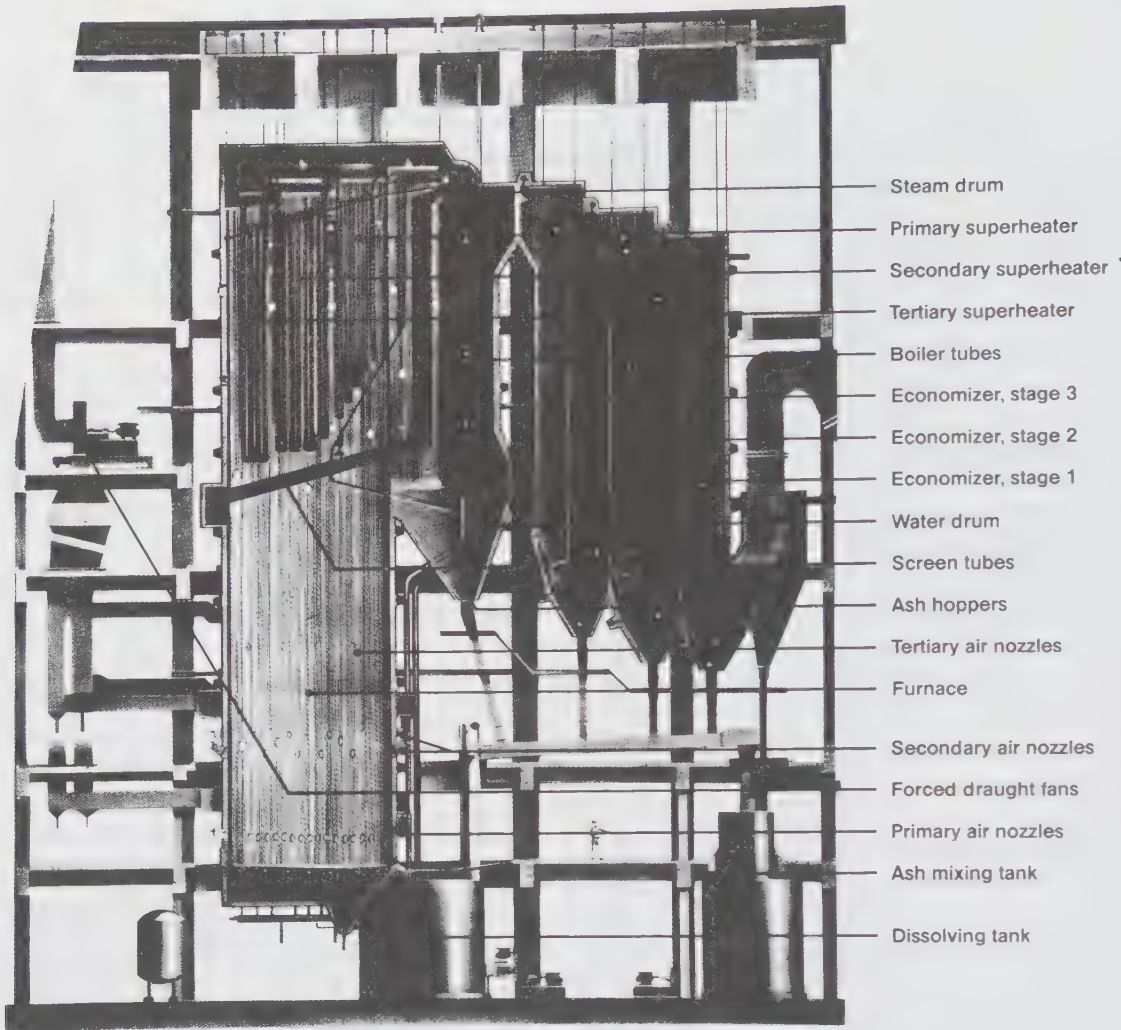 Steam drum
Primary superheater
Secondary superheater
Tertiary superheater
Boiler tubes
Economizer, stage 3
Economizer, stage 2
Economizer, stage 1
Water drum
Screen tubes
Ash hoppers
Tertiary air nozzles
Furnace
Secondary air nozzles
Forced draught fans
Primary air nozzles
Ash mixing tank
Dissolving tank